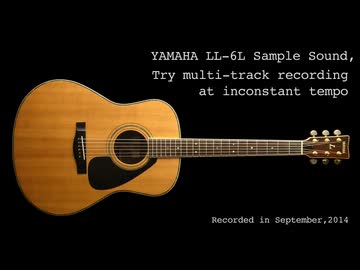 YAMAHA LL-6L Sample Sound,
Try multi-track recording
at inconstant tempo
Recorded in September,2014